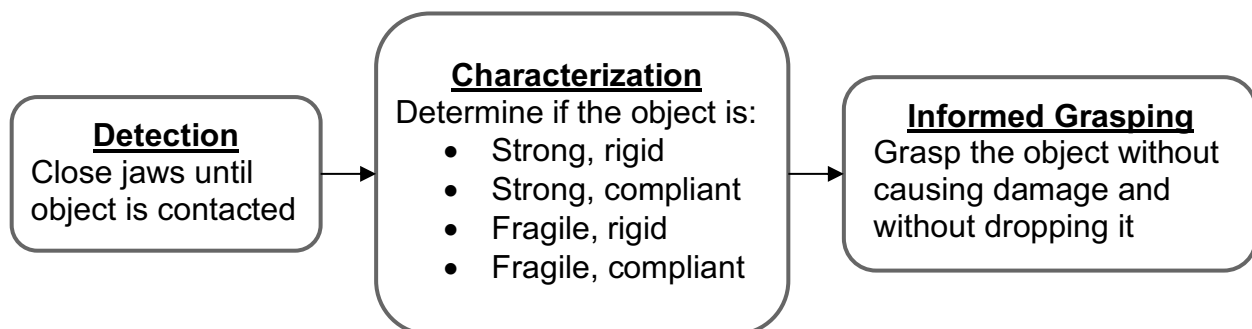 Detection
Close jaws until
object is contacted
Characterization
Determine if the object is:
• Strong, rigid
• Strong, compliant
• Fragile, rigid
• Fragile, compliant
Informed Grasping
Grasp the object without
causing damage and
without dropping it